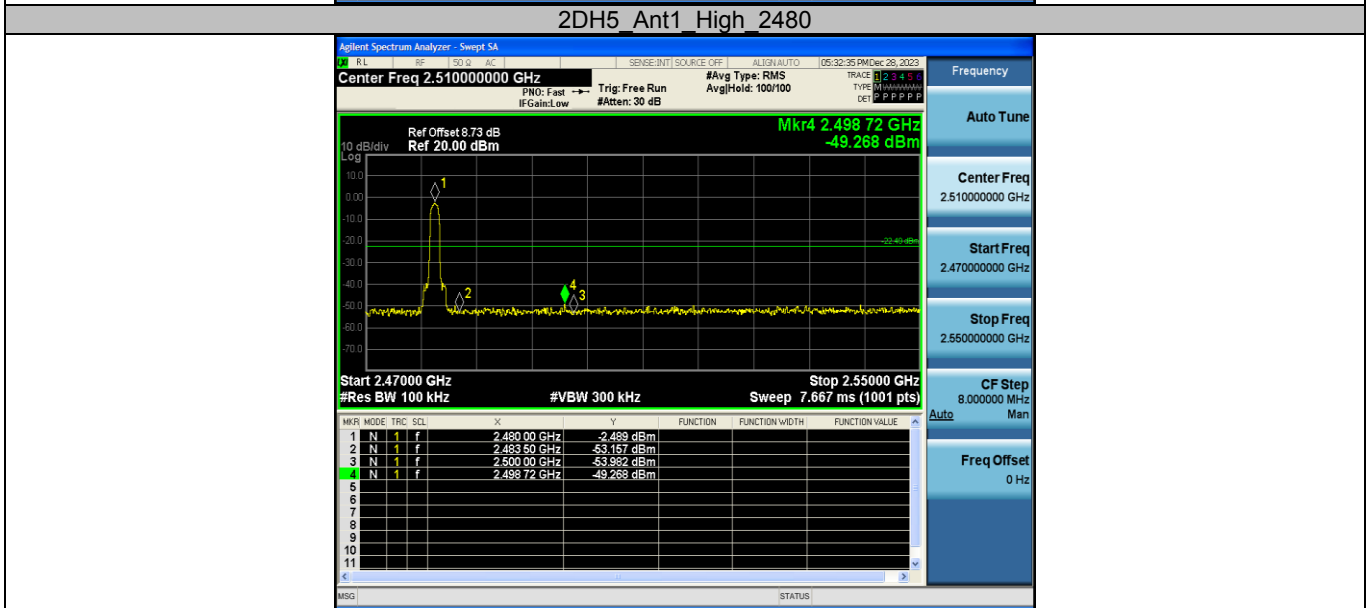 2DH5_Ant1_High_2480
Agilent Spectrum Analyzer - Swept SA
LXI RL RF 50 Ω AC SENSE:INT SOURCE OFF ALIGNAUTO 05:32:35 PM Dec 28, 2023
Center Freq 2.510000000 GHz
PNO: Fast
IFGain:Low
Trig: Free Run
#Atten: 30 dB
#Avg Type: RMS
Avg|Hold: 100/100
TRACE 1 2 3 4 5 6
TYPE M WWWWW
DET P P P P P P
Frequency
Mkr4 2.498 72 GHz
-49.268 dBm
Ref Offset 8.73 dB
10 dB/div Ref 20.00 dBm
Log
10.0
0.00
-10.0
-20.0
-30.0
-40.0
-50.0
-60.0
-70.0
1
2
4
3
-22.49 dBm
Start 2.47000 GHz Stop 2.55000 GHz
#Res BW 100 kHz #VBW 300 kHz Sweep 7.667 ms (1001 pts)
MKR MODE TRC SCL X Y FUNCTION FUNCTION WIDTH FUNCTION VALUE
1 N 1 f 2.480 00 GHz -2.489 dBm
2 N 1 f 2.483 50 GHz -53.157 dBm
3 N 1 f 2.500 00 GHz -53.982 dBm
4 N 1 f 2.498 72 GHz -49.268 dBm
5
6
7
8
9
10
11
Auto Tune
Center Freq
2.510000000 GHz
Start Freq
2.470000000 GHz
Stop Freq
2.550000000 GHz
CF Step
8.000000 MHz
Auto Man
Freq Offset
0 Hz
MSG STATUS